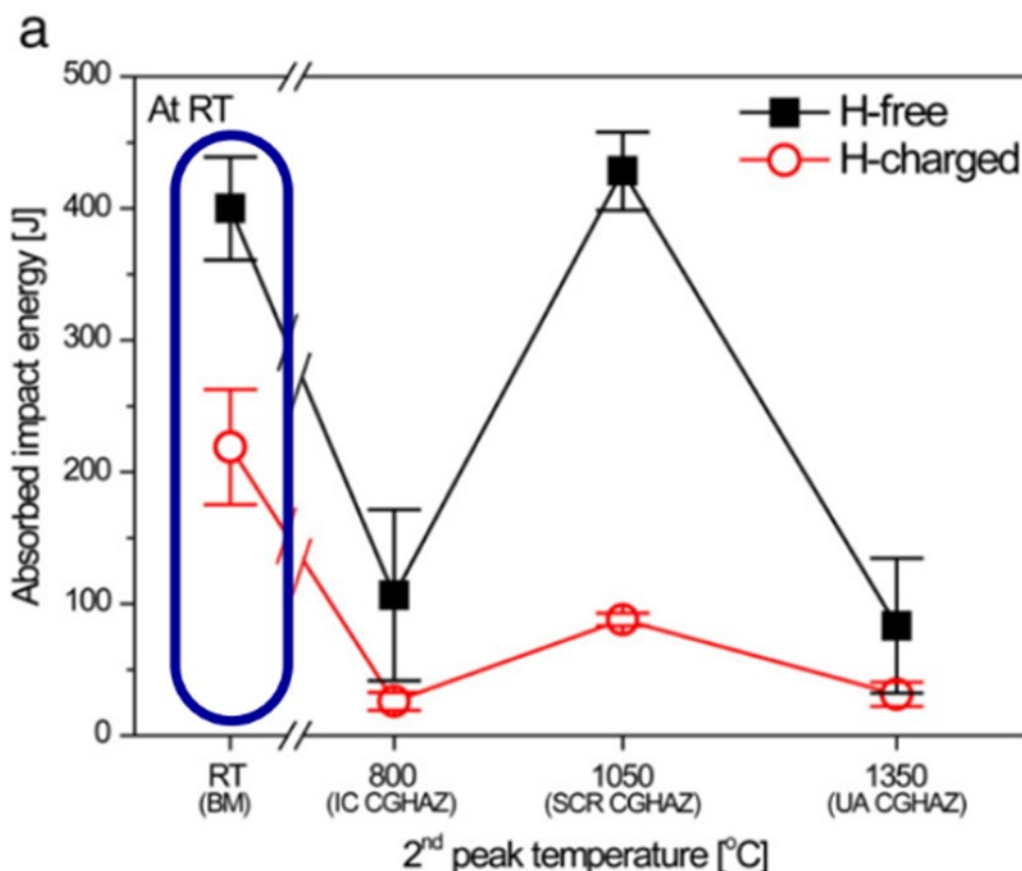 a
500
400
300
200
100
0
Absorbed impact energy [J]
At RT
H-free
H-charged
RT
(BM)
800
(IC CGHAZ)
1050
(SCR CGHAZ)
1350
(UA CGHAZ)
2nd peak temperature [oC]